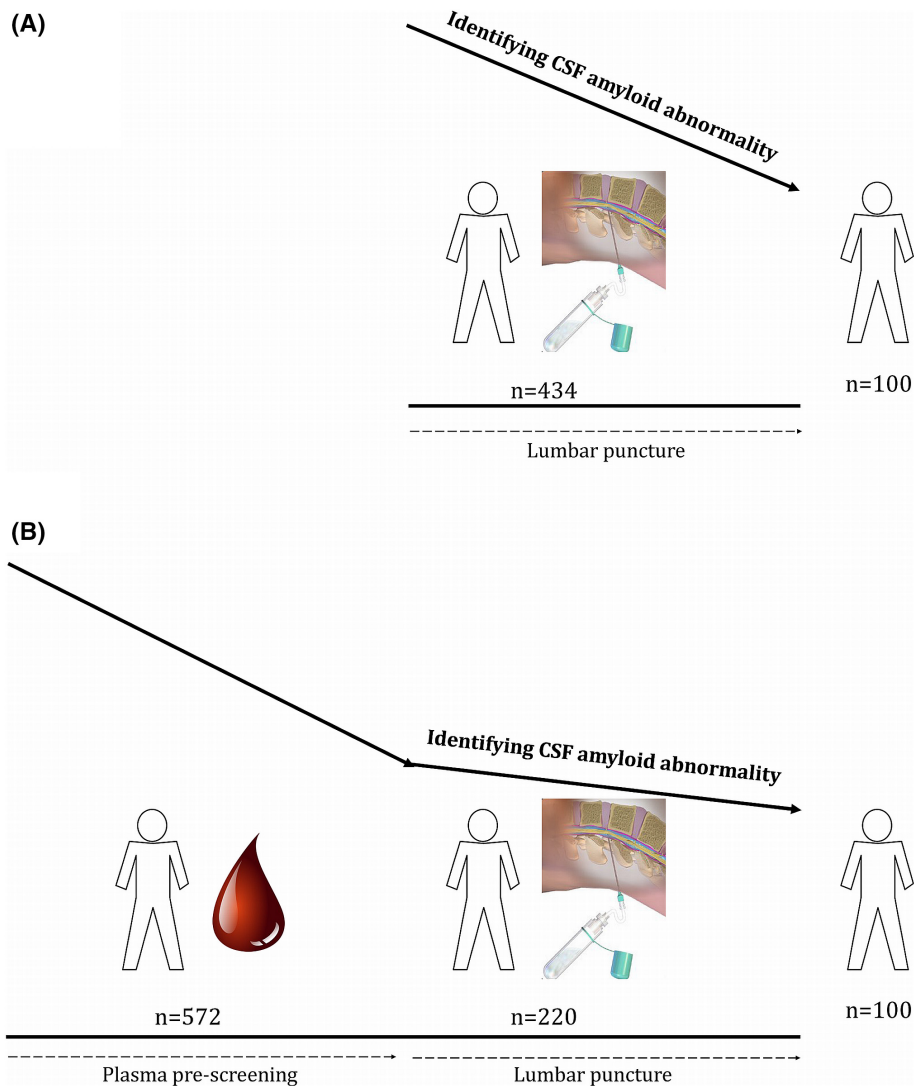 (A)
Identifying CSF amyloid abnormality
n=434
n=100
Lumbar puncture
(B)
Identifying CSF amyloid abnormality
n=572
n=220
n=100
Plasma pre-screening
Lumbar puncture